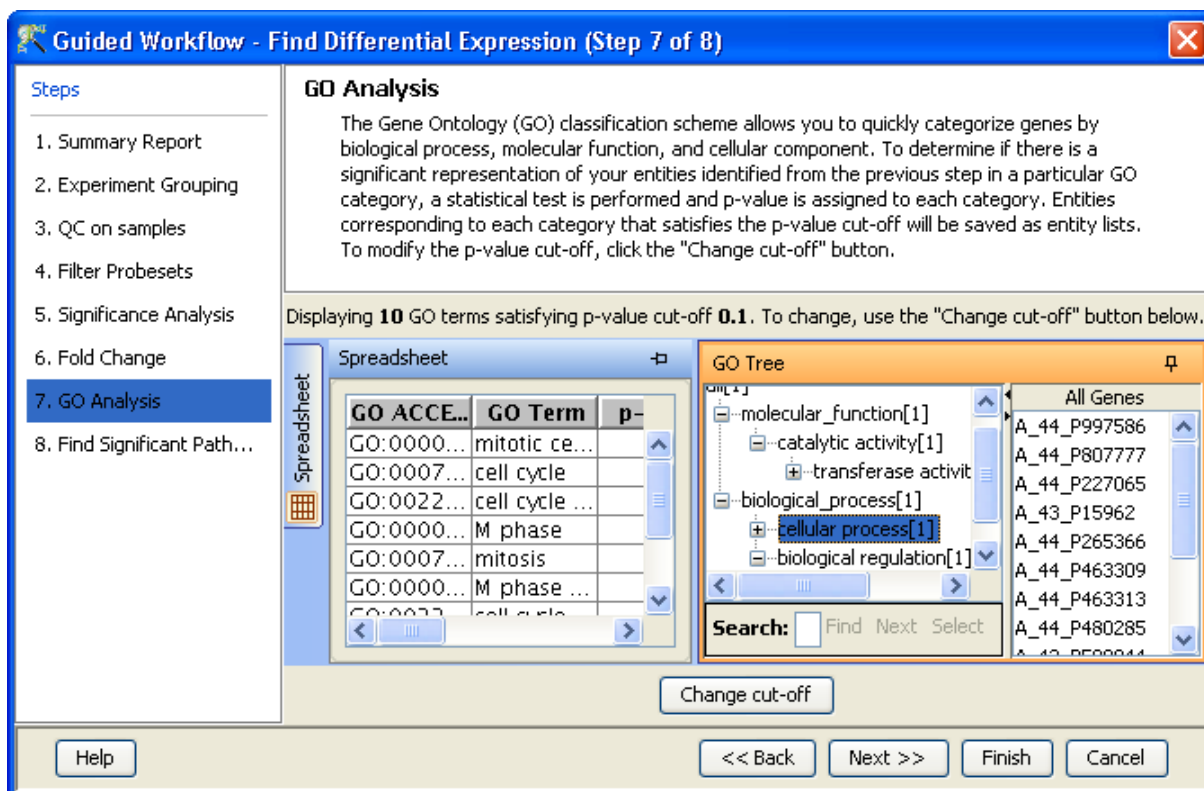 Guided Workflow - Find Differential Expression (Step 7 of 8)
Steps
1. Summary Report
2. Experiment Grouping
3. QC on samples
4. Filter Probesets
5. Significance Analysis
6. Fold Change
7. GO Analysis
8. Find Significant Path...
GO Analysis
The Gene Ontology (GO) classification scheme allows you to quickly categorize genes by
biological process, molecular function, and cellular component. To determine if there is a
significant representation of your entities identified from the previous step in a particular GO
category, a statistical test is performed and p-value is assigned to each category. Entities
corresponding to each category that satisfies the p-value cut-off will be saved as entity lists.
To modify the p-value cut-off, click the "Change cut-off" button.
Displaying 10 GO terms satisfying p-value cut-off 0.1. To change, use the "Change cut-off" button below.
Spreadsheet
Spreadsheet
GO ACCE... GO Term p-
GO:0000... mitotic ce...
GO:0007... cell cycle
GO:0022... cell cycle ...
GO:0000... M phase
GO:0007... mitosis
GO:0000... M phase ...
GO:0022... cell cycle
GO Tree
all[1]
molecular_function[1]
catalytic activity[1]
transferase activit
biological_process[1]
cellular process[1]
biological regulation[1]
Search: Find Next Select
All Genes
A_44_P997586
A_44_P807777
A_44_P227065
A_43_P15962
A_44_P265366
A_44_P463309
A_44_P463313
A_44_P480285
Change cut-off
Help << Back Next >> Finish Cancel